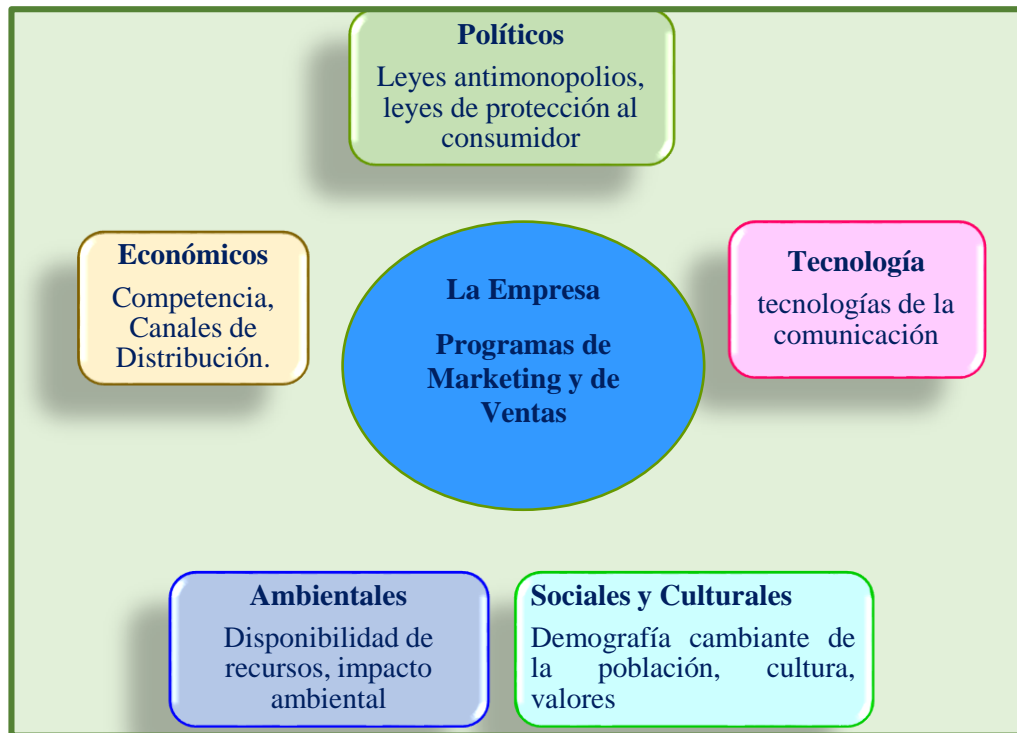 Políticos
Leyes antimonopolios,
leyes de protección al
consumidor
Económicos
Competencia,
Canales de
Distribución.
La Empresa
Programas de
Marketing y de
Ventas
Tecnología
tecnologías de la
comunicación
Ambientales
Disponibilidad de
recursos, impacto
ambiental
Sociales y Culturales
Demografía cambiante de
la población, cultura,
valores